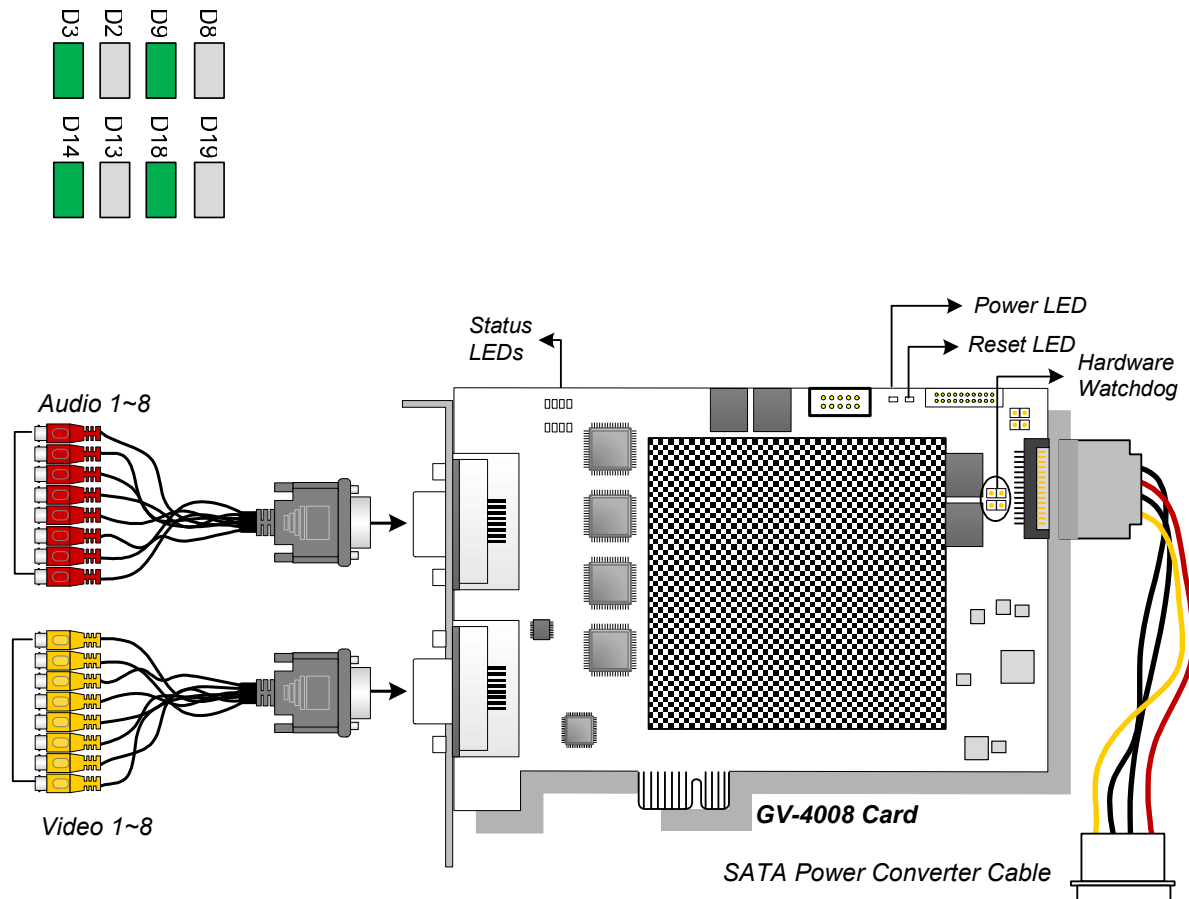 D3 D2 D9 D8
D14 D13 D18 D19
Power LED
Status
LEDs
Reset LED
Hardware
Watchdog
Audio 1~8
Video 1~8
GV-4008 Card
SATA Power Converter Cable